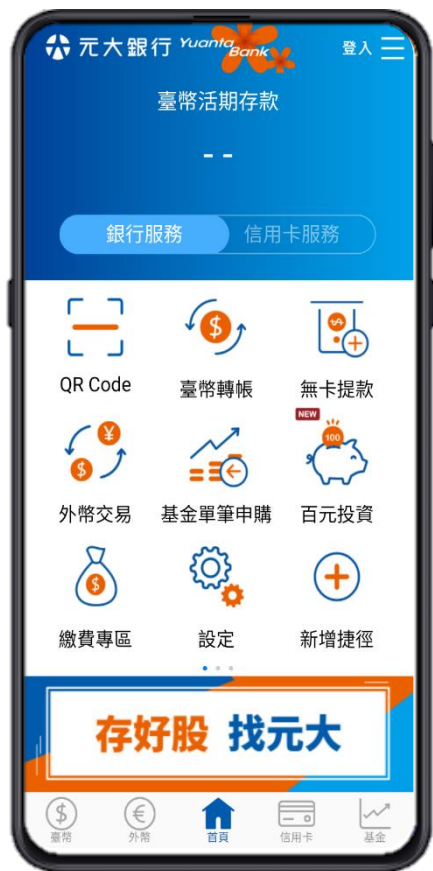 元大銀行 Yuanta Bank 登入
臺幣活期存款
--
銀行服務 信用卡服務
QR Code 臺幣轉帳 無卡提款
NEW
100
外幣交易 基金單筆申購 百元投資
繳費專區 設定 新增捷徑
存好股 找元大
臺幣 外幣 首頁 信用卡 基金